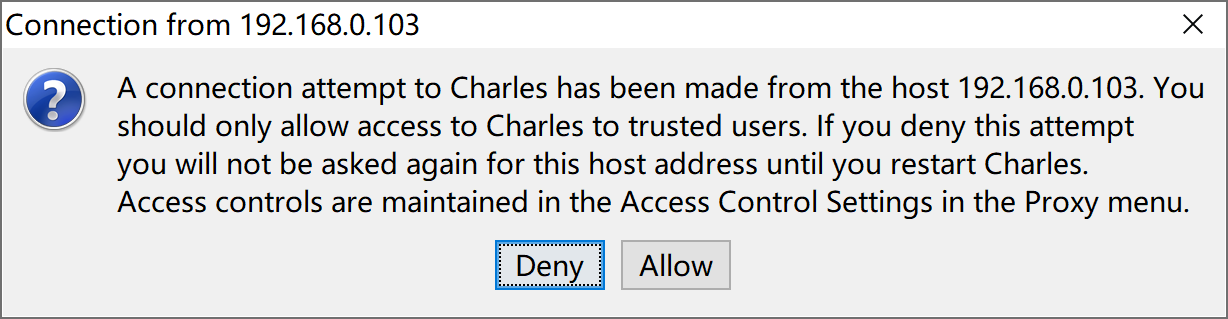 Connection from 192.168.0.103
A connection attempt to Charles has been made from the host 192.168.0.103. You
should only allow access to Charles to trusted users. If you deny this attempt
you will not be asked again for this host address until you restart Charles.
Access controls are maintained in the Access Control Settings in the Proxy menu.
Deny Allow